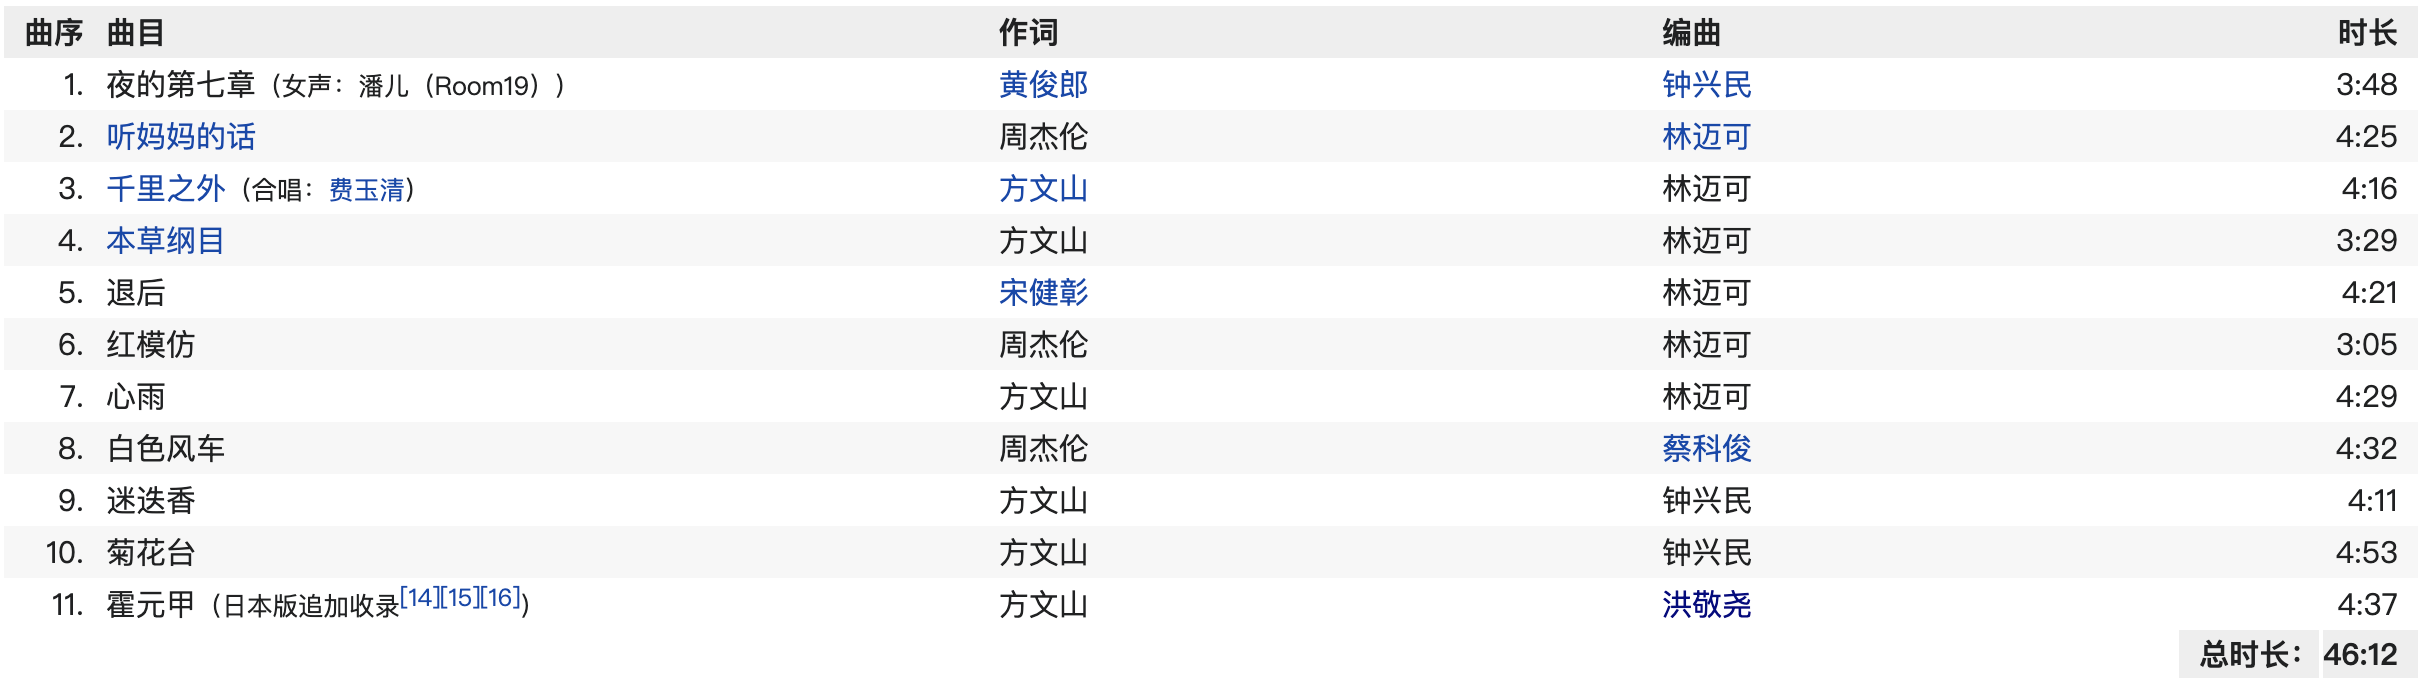 曲序 曲目 作词 编曲 时长
1. 夜的第七章（女声：潘儿（Room19）） 黄俊郎 钟兴民 3:48
2. 听妈妈的话 周杰伦 林迈可 4:25
3. 千里之外（合唱：费玉清） 方文山 林迈可 4:16
4. 本草纲目 方文山 林迈可 3:29
5. 退后 宋健彰 林迈可 4:21
6. 红模仿 周杰伦 林迈可 3:05
7. 心雨 方文山 林迈可 4:29
8. 白色风车 周杰伦 蔡科俊 4:32
9. 迷迭香 方文山 钟兴民 4:11
10. 菊花台 方文山 钟兴民 4:53
11. 霍元甲（日本版追加收录[14][15][16]） 方文山 洪敬尧 4:37
总时长： 46:12